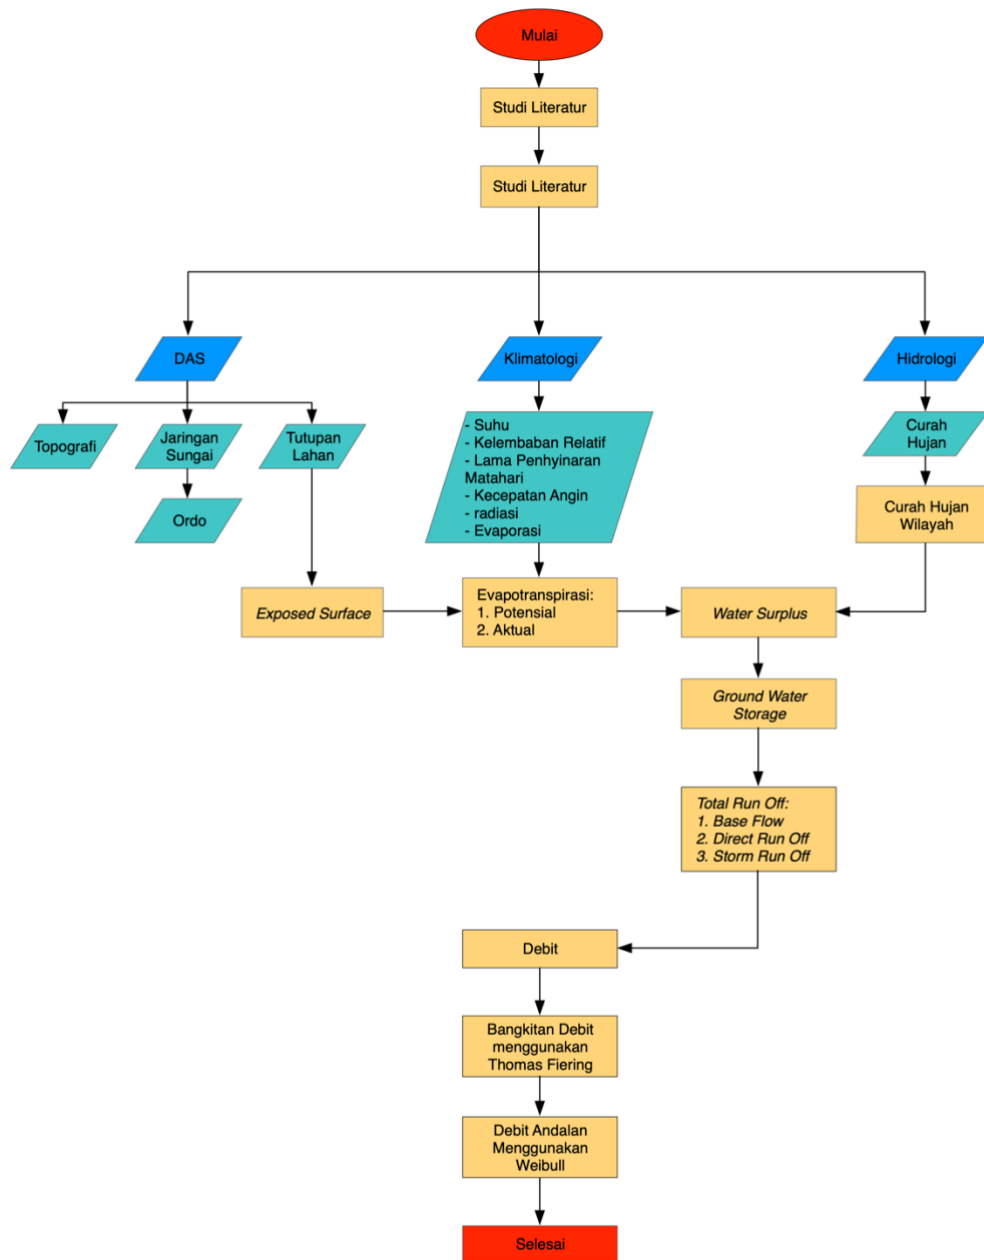 Mulai
Studi Literatur
Studi Literatur
DAS
Klimatologi
Hidrologi
Topografi
Jaringan
Sungai
Tutupan
Lahan
- Suhu
- Kelembaban Relatif
- Lama Penhyinaran
Matahari
- Kecepatan Angin
- radiasi
- Evaporasi
Curah
Hujan
Ordo
Curah Hujan
Wilayah
Exposed Surface
Evapotranspirasi:
1. Potensial
2. Aktual
Water Surplus
Ground Water
Storage
Total Run Off:
1. Base Flow
2. Direct Run Off
3. Storm Run Off
Debit
Bangkitan Debit
menggunakan
Thomas Fiering
Debit Andalan
Menggunakan
Weibull
Selesai